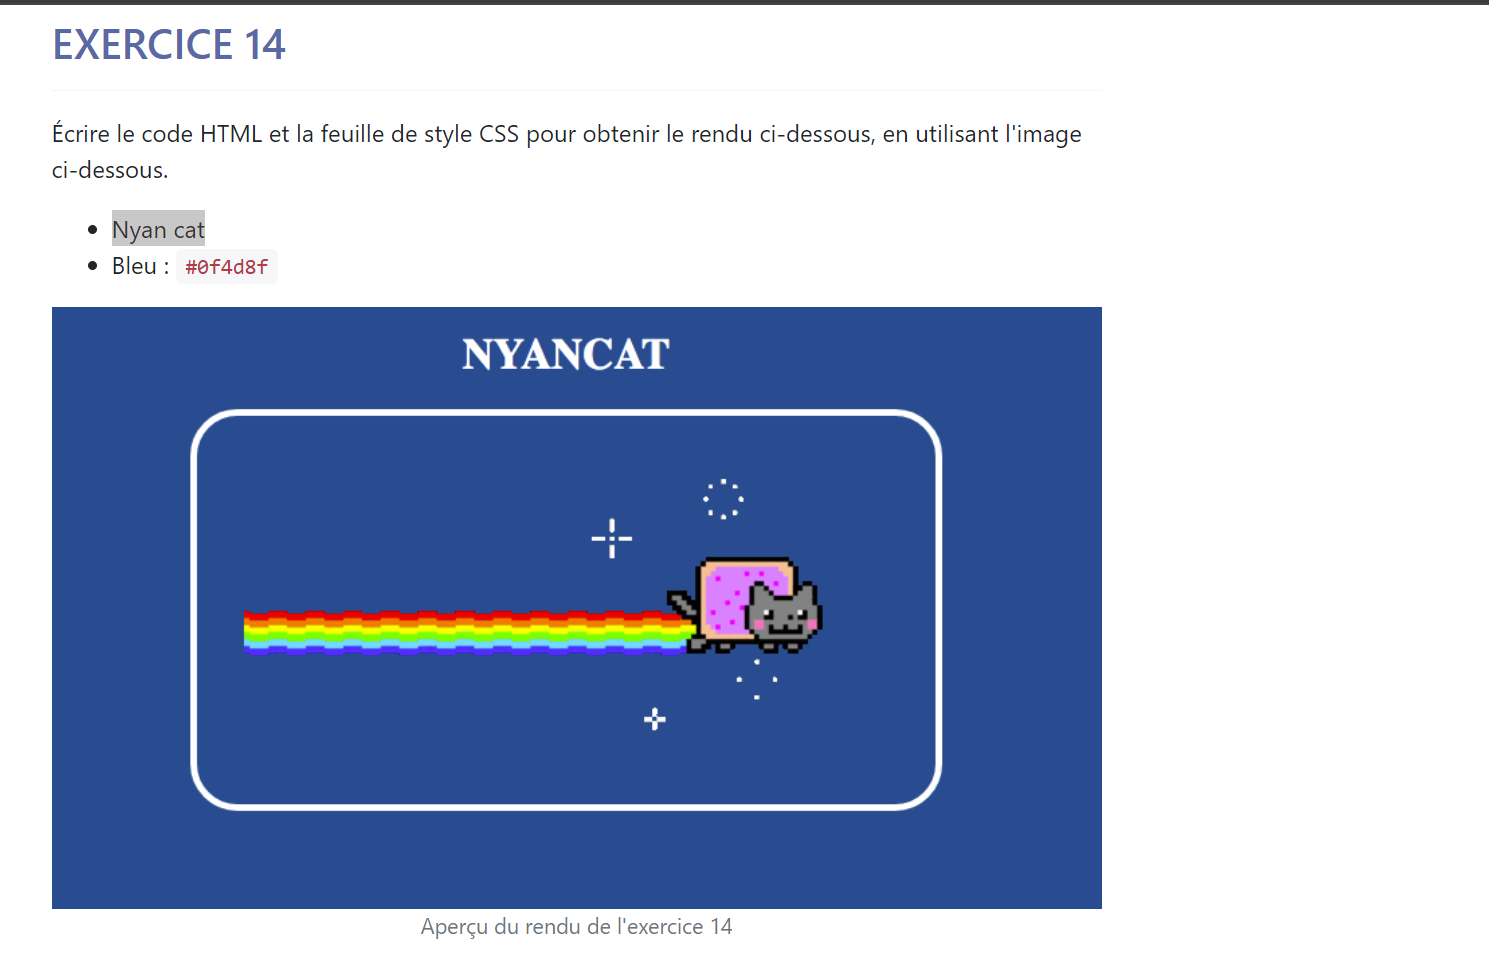 EXERCICE 14
Écrire le code HTML et la feuille de style CSS pour obtenir le rendu ci-dessous, en utilisant l'image
ci-dessous.
Nyan cat
Bleu : #0f4d8f
NYANCAT
Aperçu du rendu de l'exercice 14